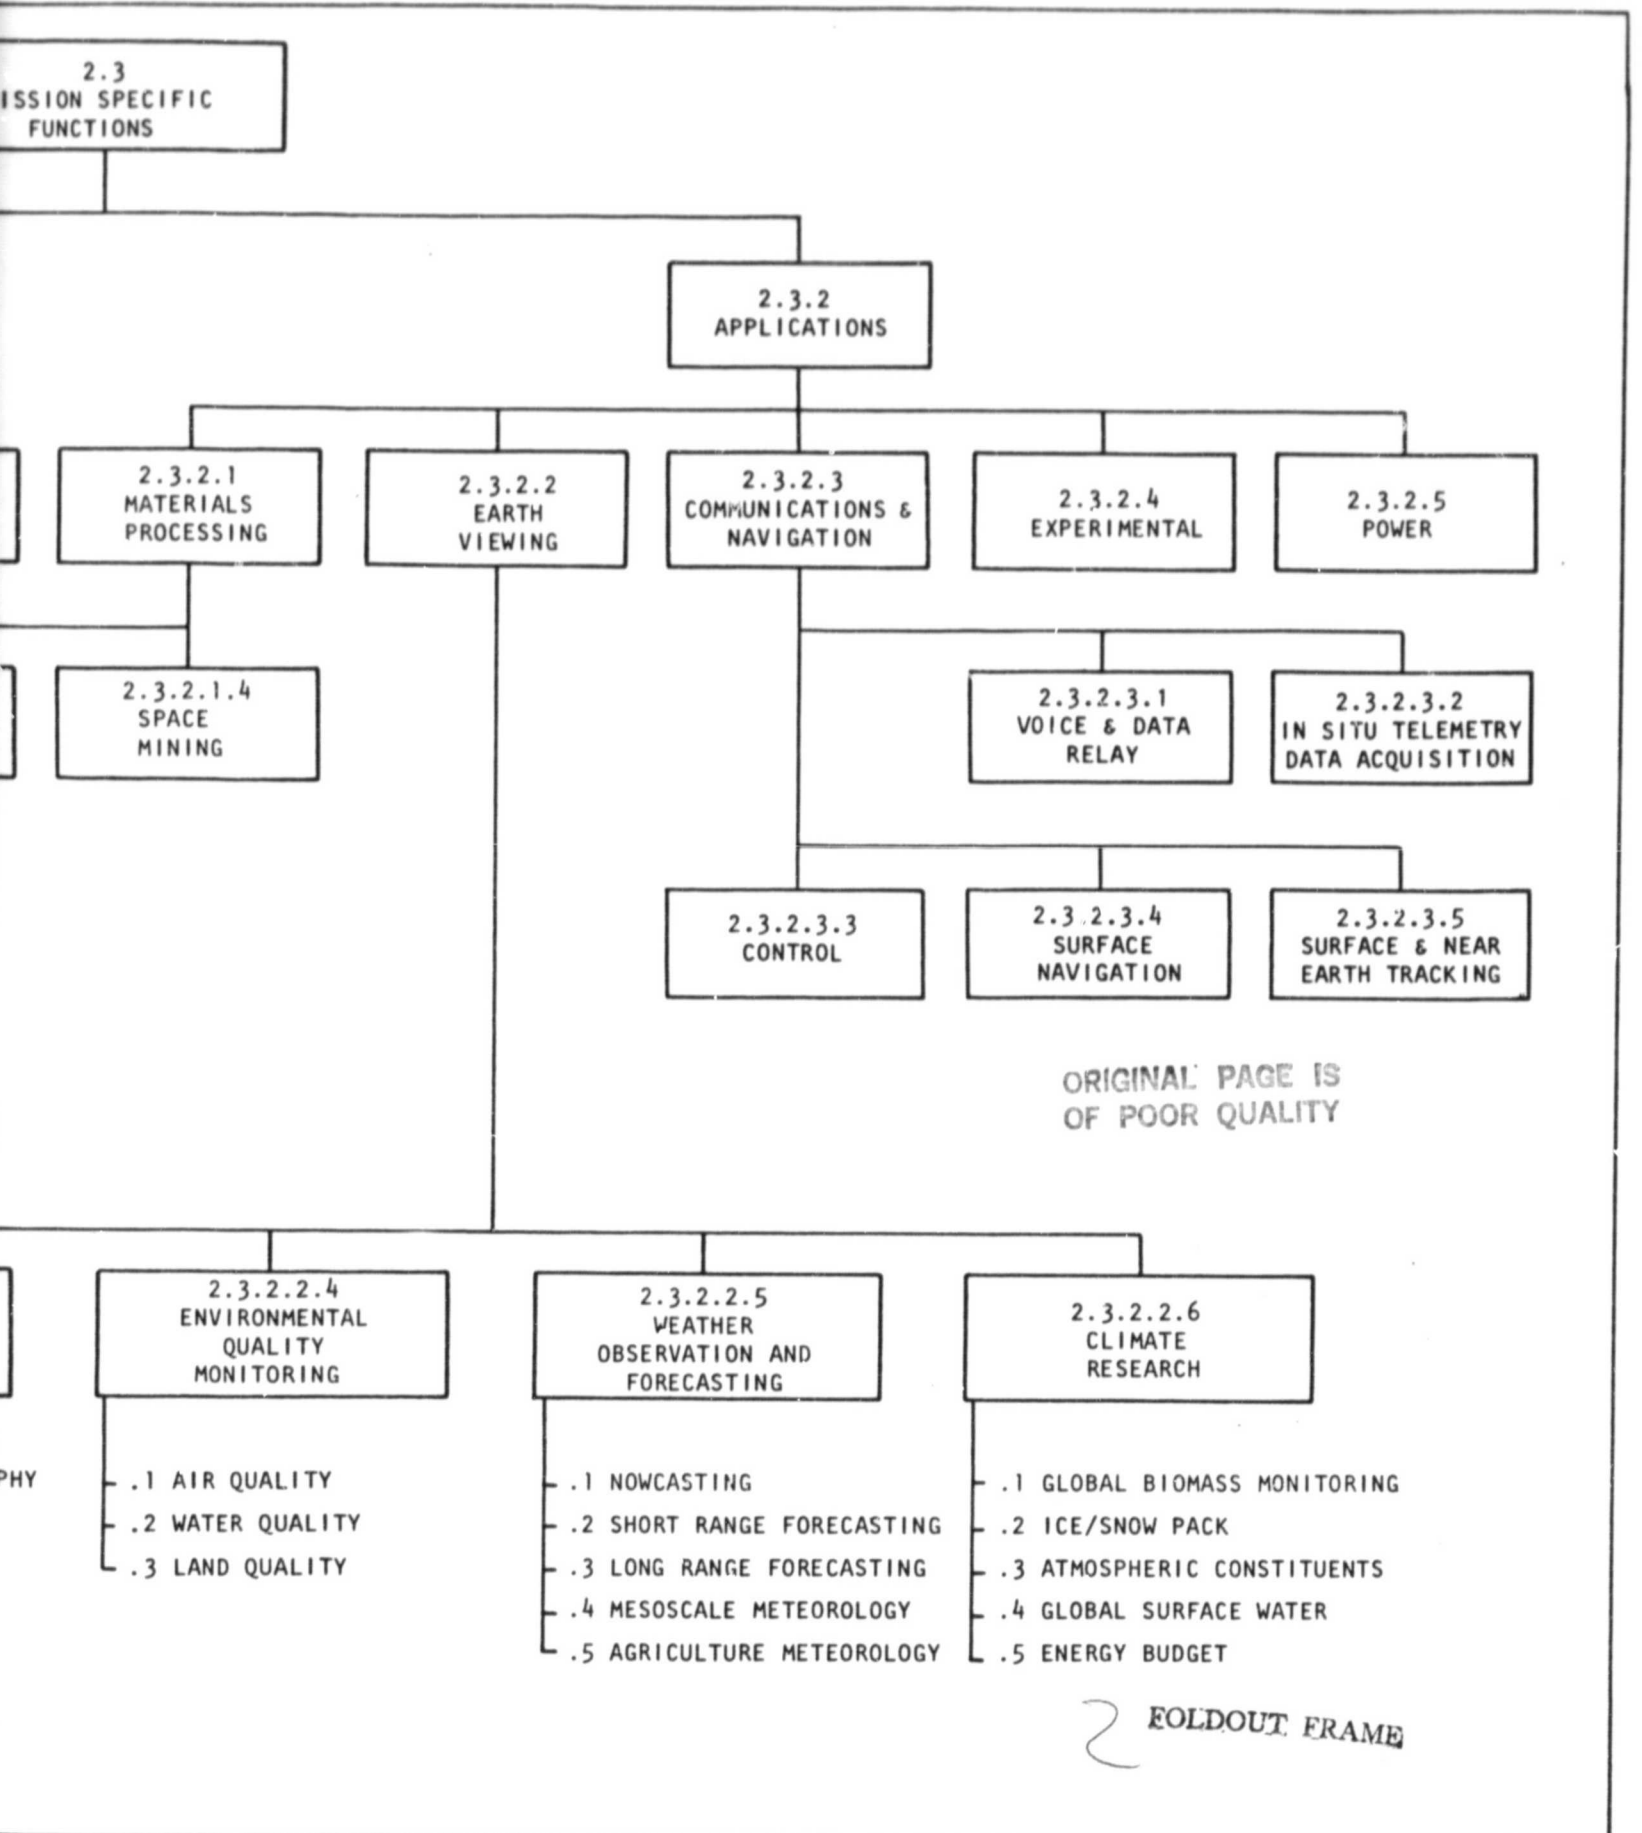 2.3
ISSION SPECIFIC
FUNCTIONS
2.3.2
APPLICATIONS
2.3.2.1
MATERIALS
PROCESSING
2.3.2.2
EARTH
VIEWING
2.3.2.3
COMMUNICATIONS &
NAVIGATION
2.3.2.4
EXPERIMENTAL
2.3.2.5
POWER
2.3.2.1.4
SPACE
MINING
2.3.2.3.1
VOICE & DATA
RELAY
2.3.2.3.2
IN SITU TELEMETRY
DATA ACQUISITION
2.3.2.3.3
CONTROL
2.3.2.3.4
SURFACE
NAVIGATION
2.3.2.3.5
SURFACE & NEAR
EARTH TRACKING
ORIGINAL PAGE IS
OF POOR QUALITY
PHY
2.3.2.2.4
ENVIRONMENTAL
QUALITY
MONITORING
.1 AIR QUALITY
.2 WATER QUALITY
.3 LAND QUALITY
2.3.2.2.5
WEATHER
OBSERVATION AND
FORECASTING
.1 NOWCASTING
.2 SHORT RANGE FORECASTING
.3 LONG RANGE FORECASTING
.4 MESOSCALE METEOROLOGY
.5 AGRICULTURE METEOROLOGY
2.3.2.2.6
CLIMATE
RESEARCH
.1 GLOBAL BIOMASS MONITORING
.2 ICE/SNOW PACK
.3 ATMOSPHERIC CONSTITUENTS
.4 GLOBAL SURFACE WATER
.5 ENERGY BUDGET
2 FOLDOUT FRAME